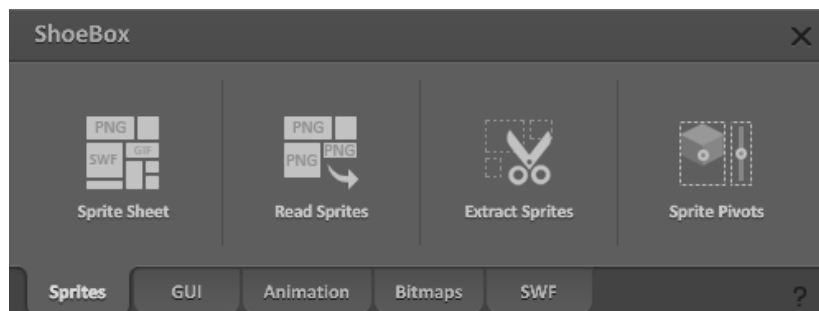 ShoeBox
PNG
SWF
GIF
PNG
PNG
PNG
Sprite Sheet
Read Sprites
Extract Sprites
Sprite Pivots
Sprites
GUI
Animation
Bitmaps
SWF
?